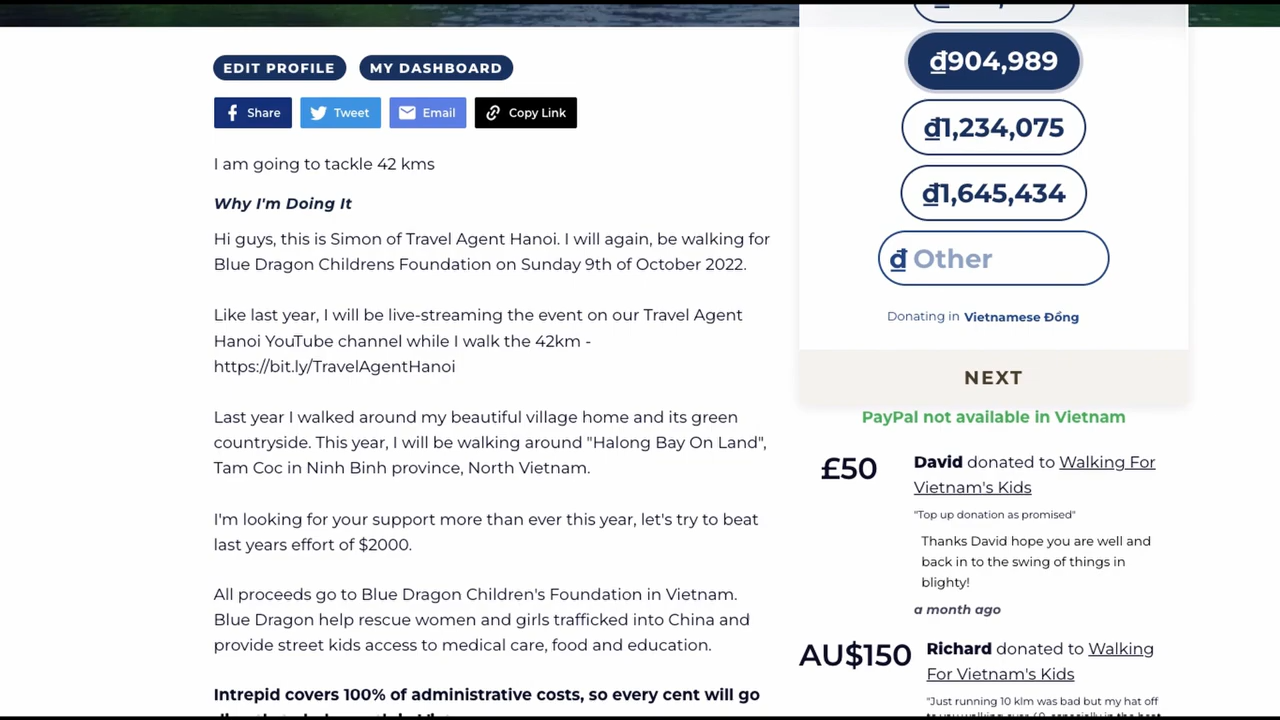 EDIT PROFILE
MY DASHBOARD
Share
Tweet
Email
Copy Link
I am going to tackle 42 kms
Why I'm Doing It
Hi guys, this is Simon of Travel Agent Hanoi. I will again, be walking for
Blue Dragon Childrens Foundation on Sunday 9th of October 2022.
Like last year, I will be live-streaming the event on our Travel Agent
Hanoi YouTube channel while I walk the 42km -
https://bit.ly/TravelAgentHanoi
Last year I walked around my beautiful village home and its green
countryside. This year, I will be walking around "Halong Bay On Land",
Tam Coc in Ninh Binh province, North Vietnam.
I'm looking for your support more than ever this year, let's try to beat
last years effort of $2000.
All proceeds go to Blue Dragon Children's Foundation in Vietnam.
Blue Dragon help rescue women and girls trafficked into China and
provide street kids access to medical care, food and education.
Intrepid covers 100% of administrative costs, so every cent will go
₫904,989
₫1,234,075
₫1,645,434
₫ Other
Donating in Vietnamese Đồng
NEXT
PayPal not available in Vietnam
£50
David donated to Walking For
Vietnam's Kids
"Top up donation as promised"
Thanks David hope you are well and
back in to the swing of things in
blighty!
a month ago
AU$150
Richard donated to Walking
For Vietnam's Kids
"Just running 10 klm was bad but my hat off